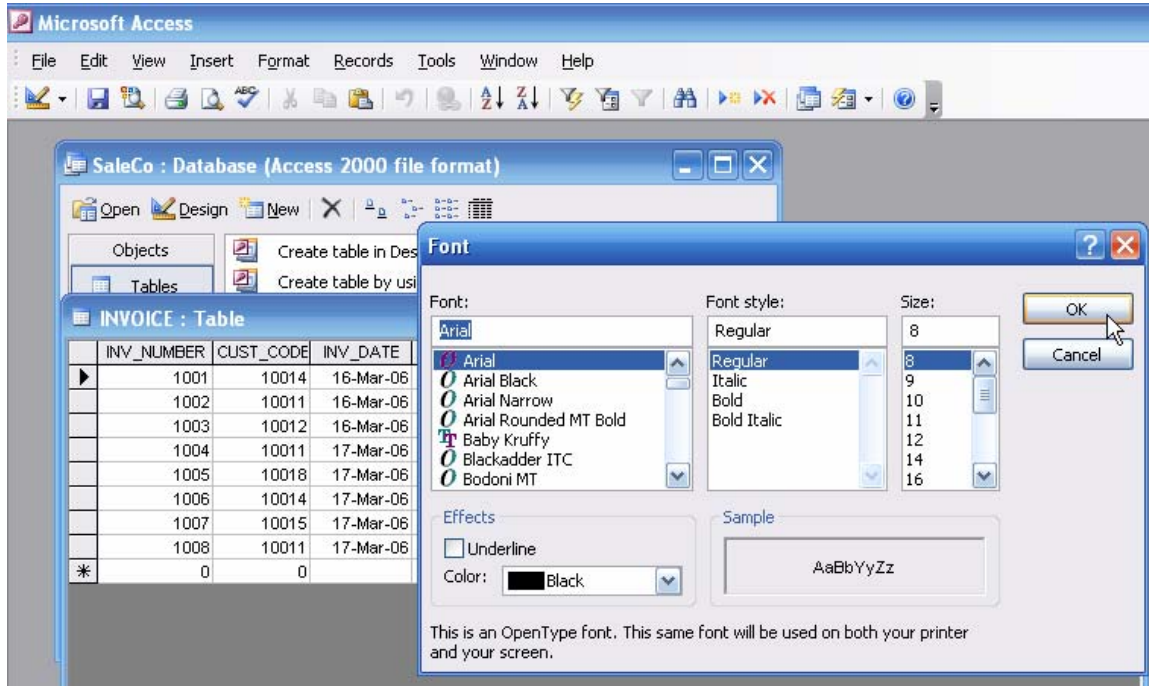 Microsoft Access
File Edit View Insert Format Records Tools Window Help
SaleCo : Database (Access 2000 file format)
Open Design New
Objects
Create table in Des
Tables
Create table by usi
INVOICE : Table
INV_NUMBER CUST_CODE INV_DATE
1001 10014 16-Mar-06
1002 10011 16-Mar-06
1003 10012 16-Mar-06
1004 10011 17-Mar-06
1005 10018 17-Mar-06
1006 10014 17-Mar-06
1007 10015 17-Mar-06
1008 10011 17-Mar-06
0 0
Font
Font: Font style: Size:
Arial Regular 8
OK
Cancel
Arial Regular 8
Arial Black Italic 9
Arial Narrow Bold 10
Arial Rounded MT Bold Bold Italic 11
Baby Kruffy 12
Blackadder ITC 14
Bodoni MT 16
Effects
Underline
Color: Black
Sample
AaBbYyZz
This is an OpenType font. This same font will be used on both your printer
and your screen.